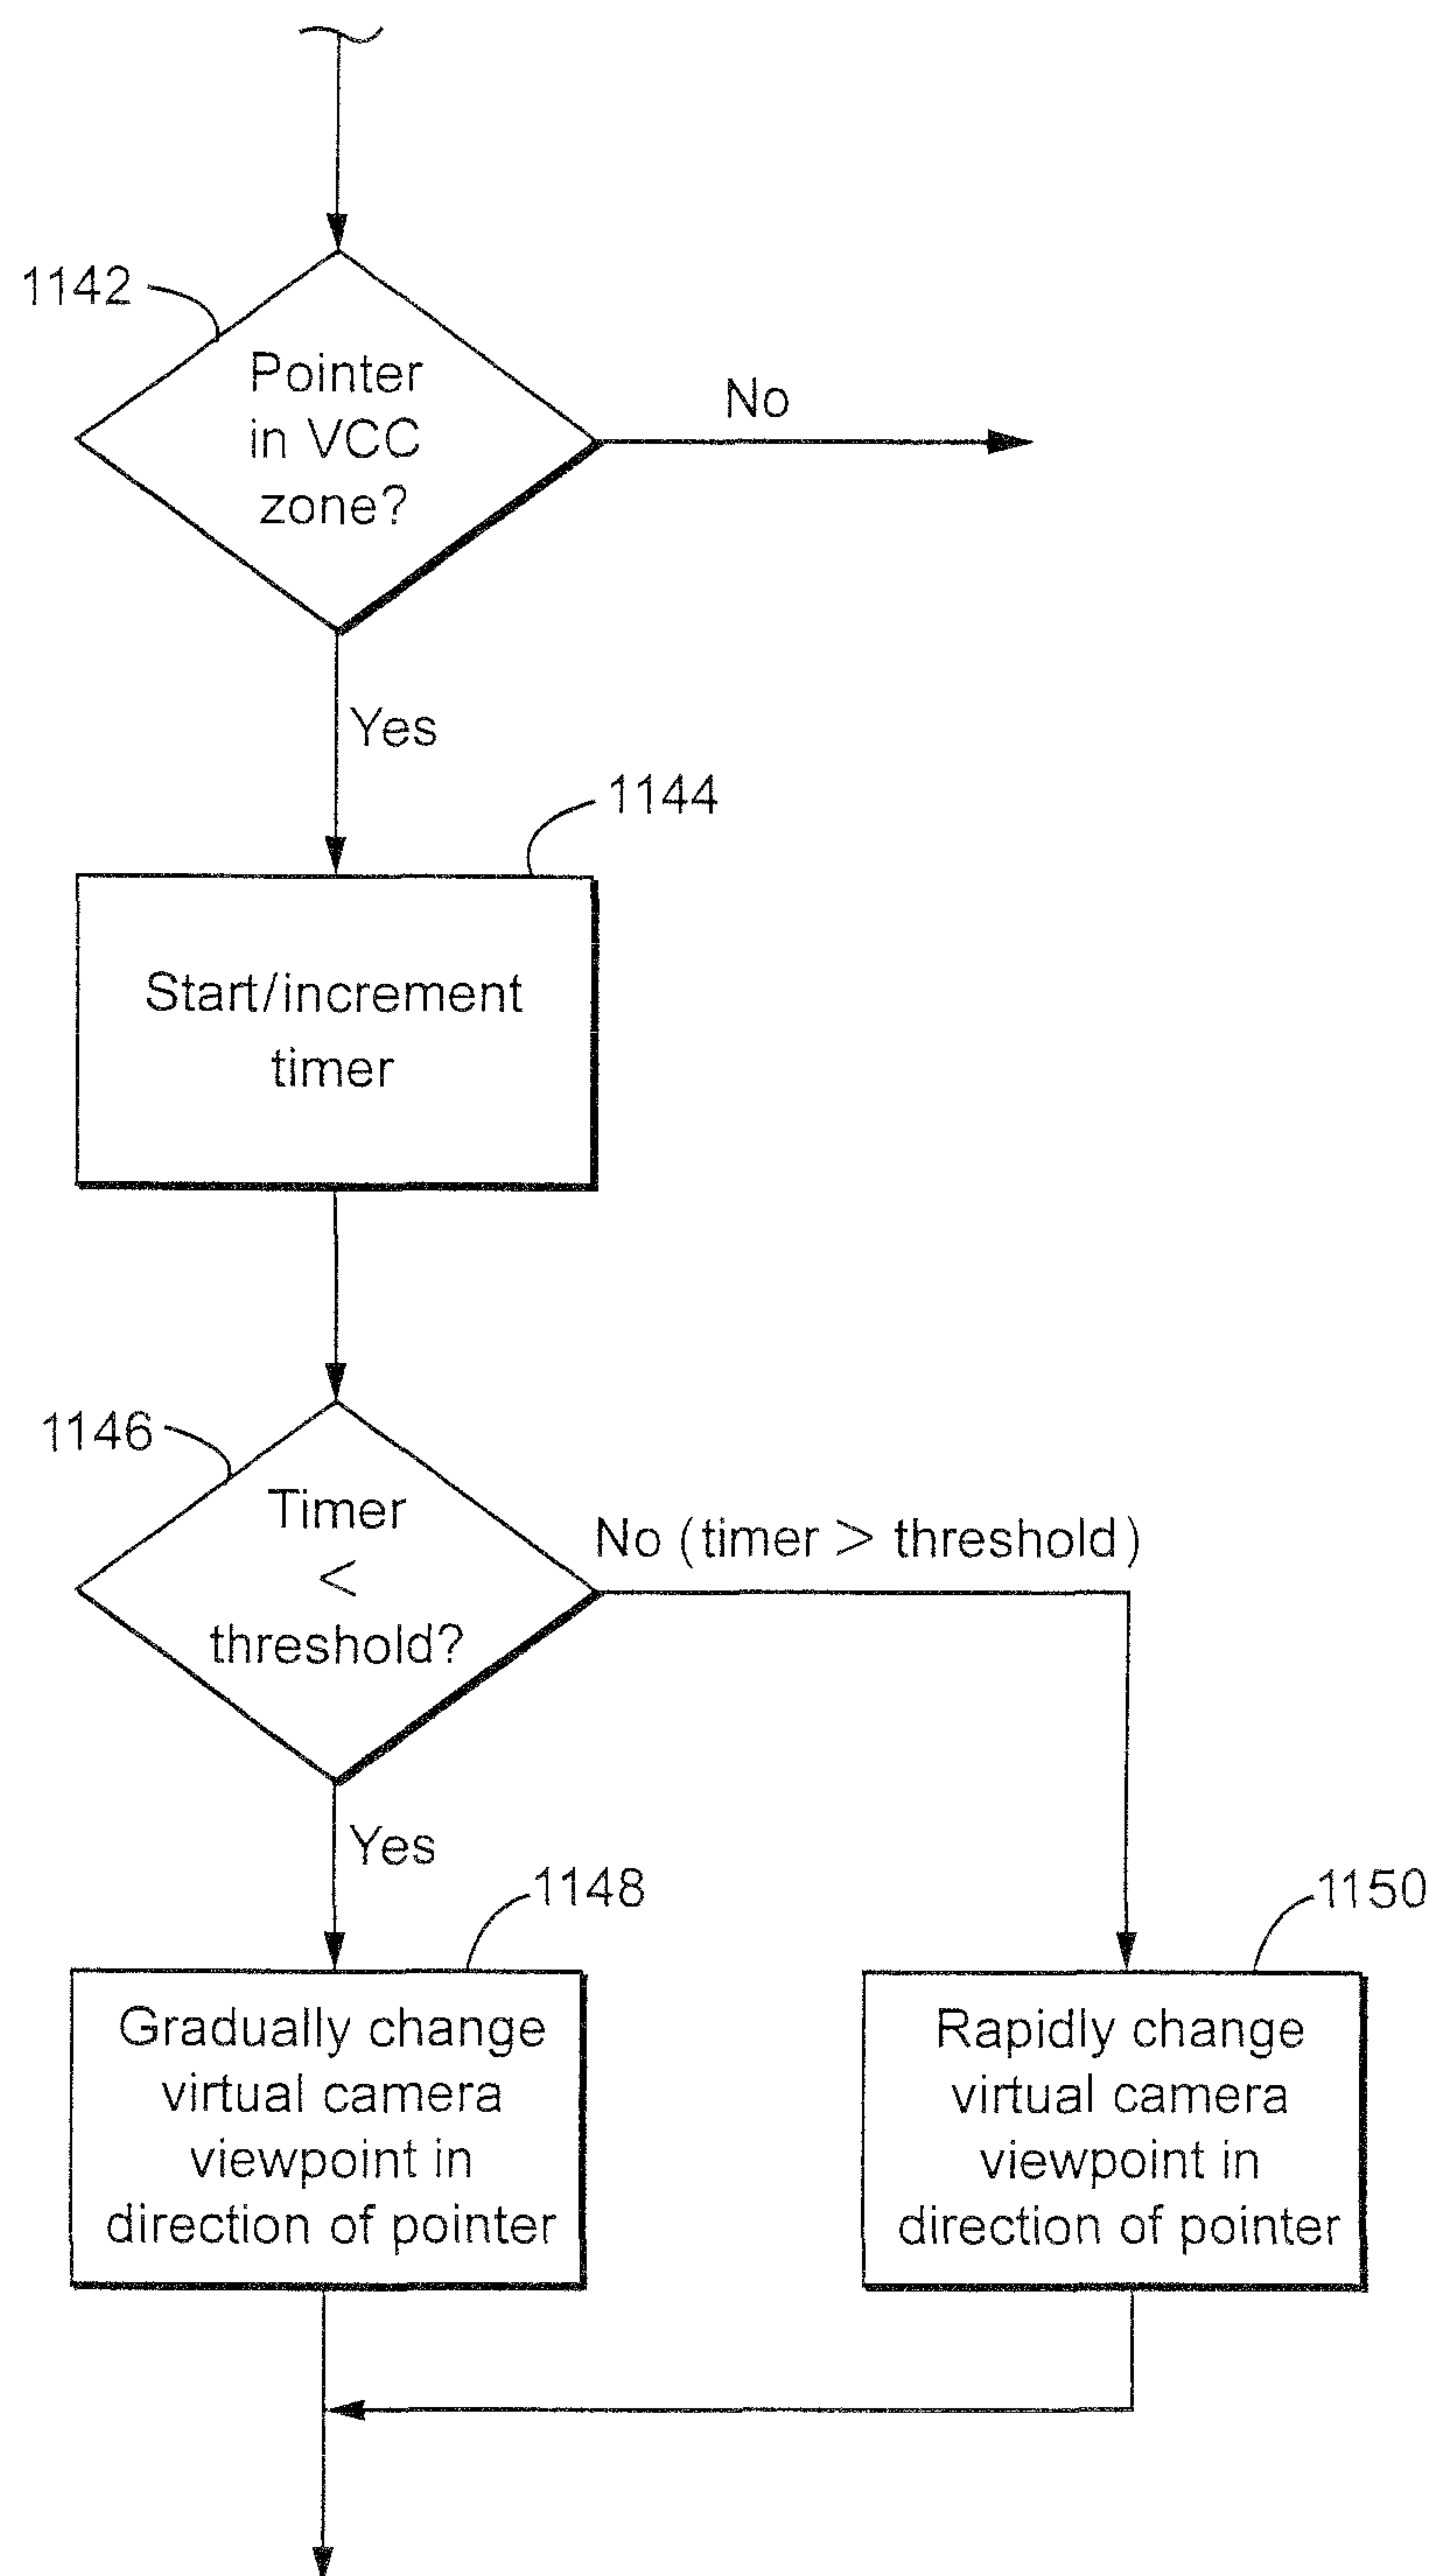 1142
Pointer
in VCC
zone?
No
Yes
1144
Start/increment
timer
1146
Timer
<
threshold?
No (timer > threshold)
Yes
1148
Gradually change
virtual camera
viewpoint in
direction of pointer
1150
Rapidly change
virtual camera
viewpoint in
direction of pointer